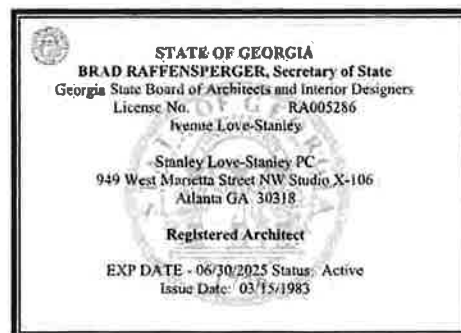 STATE OF GEORGIA
BRAD RAFFENSPERGER, Secretary of State
Georgia State Board of Architects and Interior Designers
License No. RA005286
Ivenue Love-Stanley
Stanley Love-Stanley PC
949 West Marietta Street NW Studio X-106
Atlanta GA 30318
Registered Architect
EXP DATE - 06/30/2025 Status: Active
Issue Date: 03/15/1983